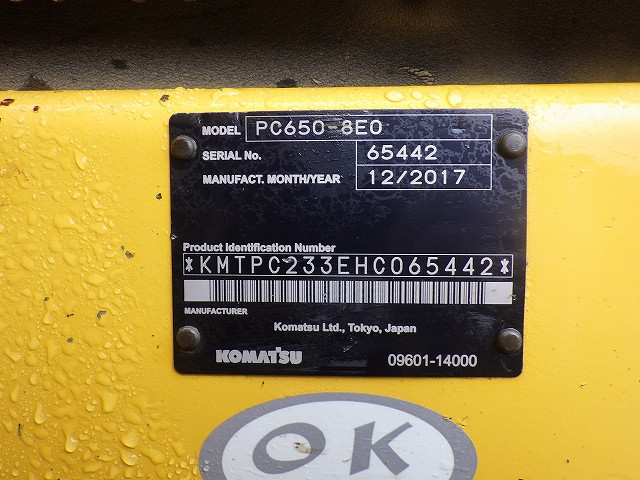 MODEL PC650-8E0
SERIAL No. 65442
MANUFACT. MONTH/YEAR 12/2017
Product Identification Number
*KMTPC233EHC065442*
MANUFACTURER
Komatsu Ltd., Tokyo, Japan
KOMATSU 09601-14000
OK